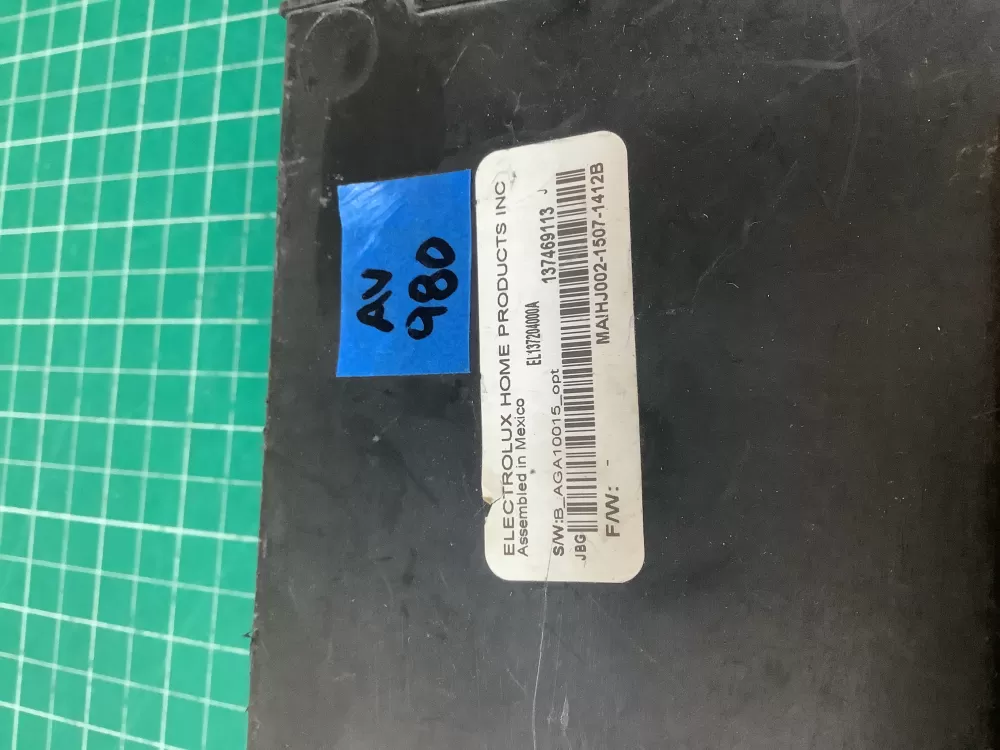 AV
980
ELECTROLUX HOME PRODUCTS INC
Assembled in Mexico
EL137204000A
137469113 J
S/W:B_AGA10015_opt
JBG
MAIHJ002-1507-1412B
F/W: -